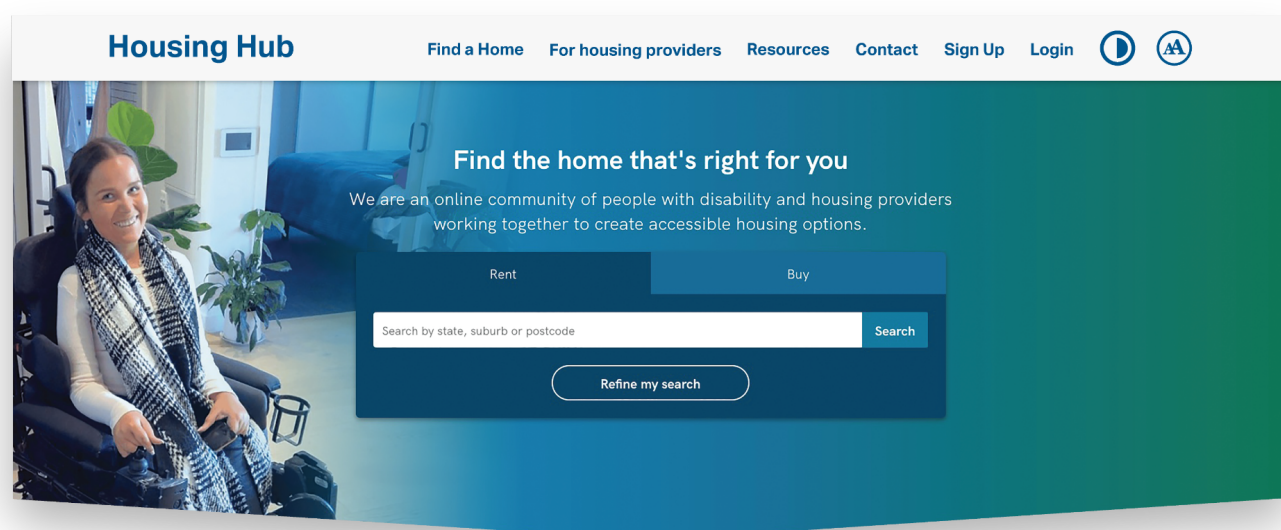 Housing Hub
Find a Home
For housing providers
Resources
Contact
Sign Up
Login
AA
Find the home that's right for you
We are an online community of people with disability and housing providers
working together to create accessible housing options.
Rent
Buy
Search by state, suburb or postcode
Search
Refine my search